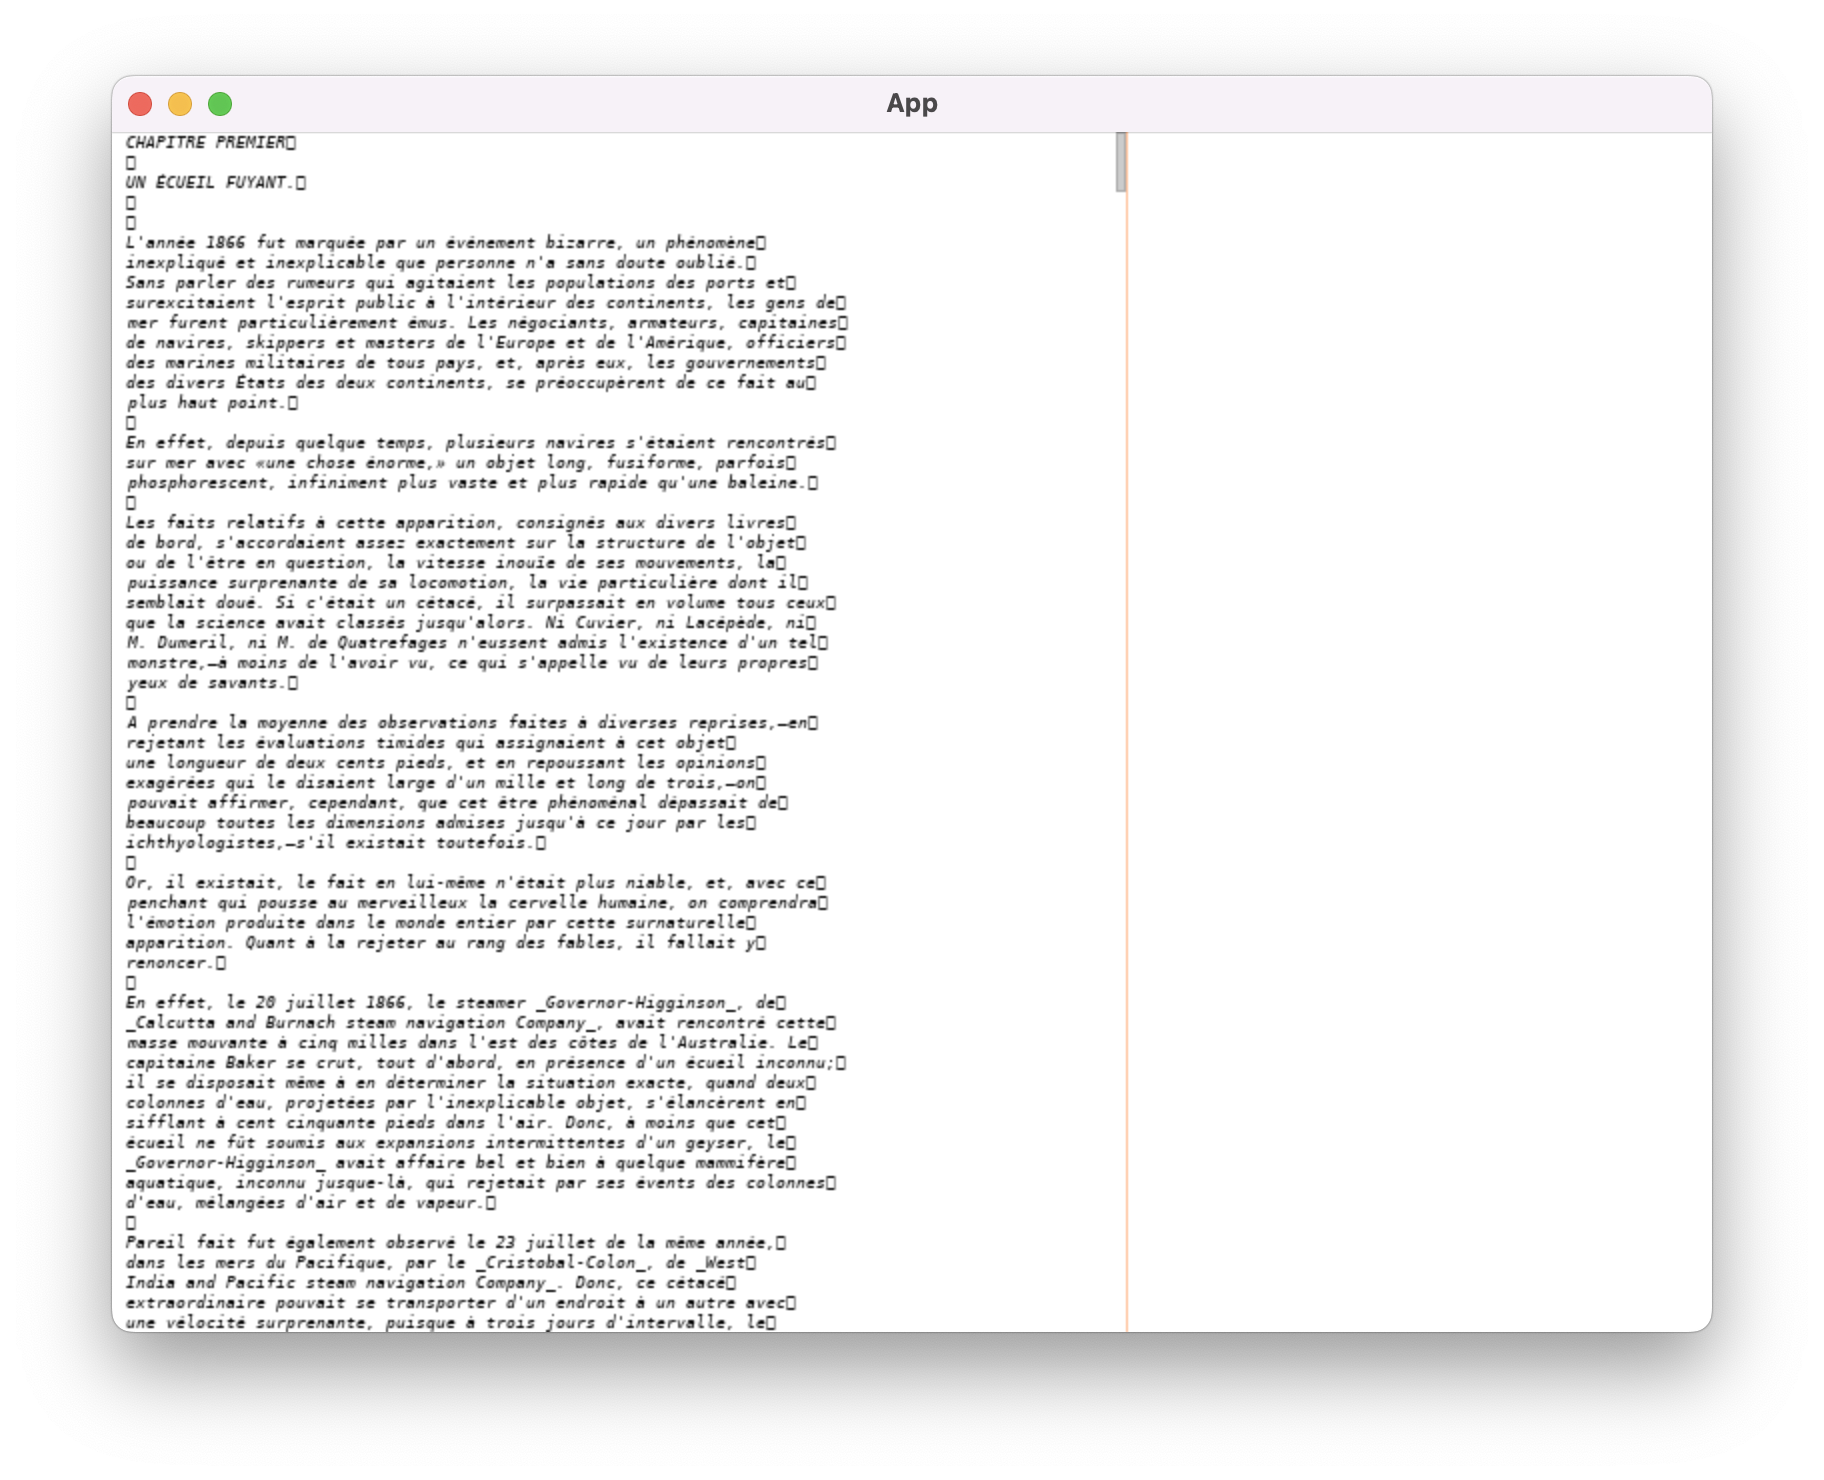 App
CHAPITRE PREMIER
UN ÉCUEIL FUYANT.
L'année 1866 fut marquée par un événement bizarre, un phénomène
inexpliqué et inexplicable que personne n'a sans doute oublié.
Sans parler des rumeurs qui agitaient les populations des ports et
surexcitaient l'esprit public à l'intérieur des continents, les gens de
mer furent particulièrement émus. Les négociants, armateurs, capitaines
de navires, skippers et masters de l'Europe et de l'Amérique, officiers
des marines militaires de tous pays, et, après eux, les gouvernements
des divers États des deux continents, se préoccupèrent de ce fait au
plus haut point.
En effet, depuis quelque temps, plusieurs navires s'étaient rencontrés
sur mer avec «une chose énorme,» un objet long, fusiforme, parfois
phosphorescent, infiniment plus vaste et plus rapide qu'une baleine.
Les faits relatifs à cette apparition, consignés aux divers livres
de bord, s'accordaient assez exactement sur la structure de l'objet
ou de l'être en question, la vitesse inouïe de ses mouvements, la
puissance surprenante de sa locomotion, la vie particulière dont il
semblait doué. Si c'était un cétacé, il surpassait en volume tous ceux
que la science avait classés jusqu'alors. Ni Cuvier, ni Lacépède, ni
M. Dumeril, ni M. de Quatrefages n'eussent admis l'existence d'un tel
monstre,—à moins de l'avoir vu, ce qui s'appelle vu de leurs propres
yeux de savants.
A prendre la moyenne des observations faites à diverses reprises,—en
rejetant les évaluations timides qui assignaient à cet objet
une longueur de deux cents pieds, et en repoussant les opinions
exagérées qui le disaient large d'un mille et long de trois,—on
pouvait affirmer, cependant, que cet être phénoménal dépassait de
beaucoup toutes les dimensions admises jusqu'à ce jour par les
ichthyologistes,—s'il existait toutefois.
Or, il existait, le fait en lui-même n'était plus niable, et, avec ce
penchant qui pousse au merveilleux la cervelle humaine, on comprendra
l'émotion produite dans le monde entier par cette surnaturelle
apparition. Quant à la rejeter au rang des fables, il fallait y
renoncer.
En effet, le 20 juillet 1866, le steamer _Governor-Higginson_, de
_Calcutta and Burnach steam navigation Company_, avait rencontré cette
masse mouvante à cinq milles dans l'est des côtes de l'Australie. Le
capitaine Baker se crut, tout d'abord, en présence d'un écueil inconnu;
il se disposait même à en déterminer la situation exacte, quand deux
colonnes d'eau, projetées par l'inexplicable objet, s'élancèrent en
sifflant à cent cinquante pieds dans l'air. Donc, à moins que cet
écueil ne fût soumis aux expansions intermittentes d'un geyser, le
_Governor-Higginson_ avait affaire bel et bien à quelque mammifère
aquatique, inconnu jusque-là, qui rejetait par ses évents des colonnes
d'eau, mélangées d'air et de vapeur.
Pareil fait fut également observé le 23 juillet de la même année,
dans les mers du Pacifique, par le _Cristobal-Colon_, de _West
India and Pacific steam navigation Company_. Donc, ce cétacé
extraordinaire pouvait se transporter d'un endroit à un autre avec
une vélocité surprenante, puisque à trois jours d'intervalle, le